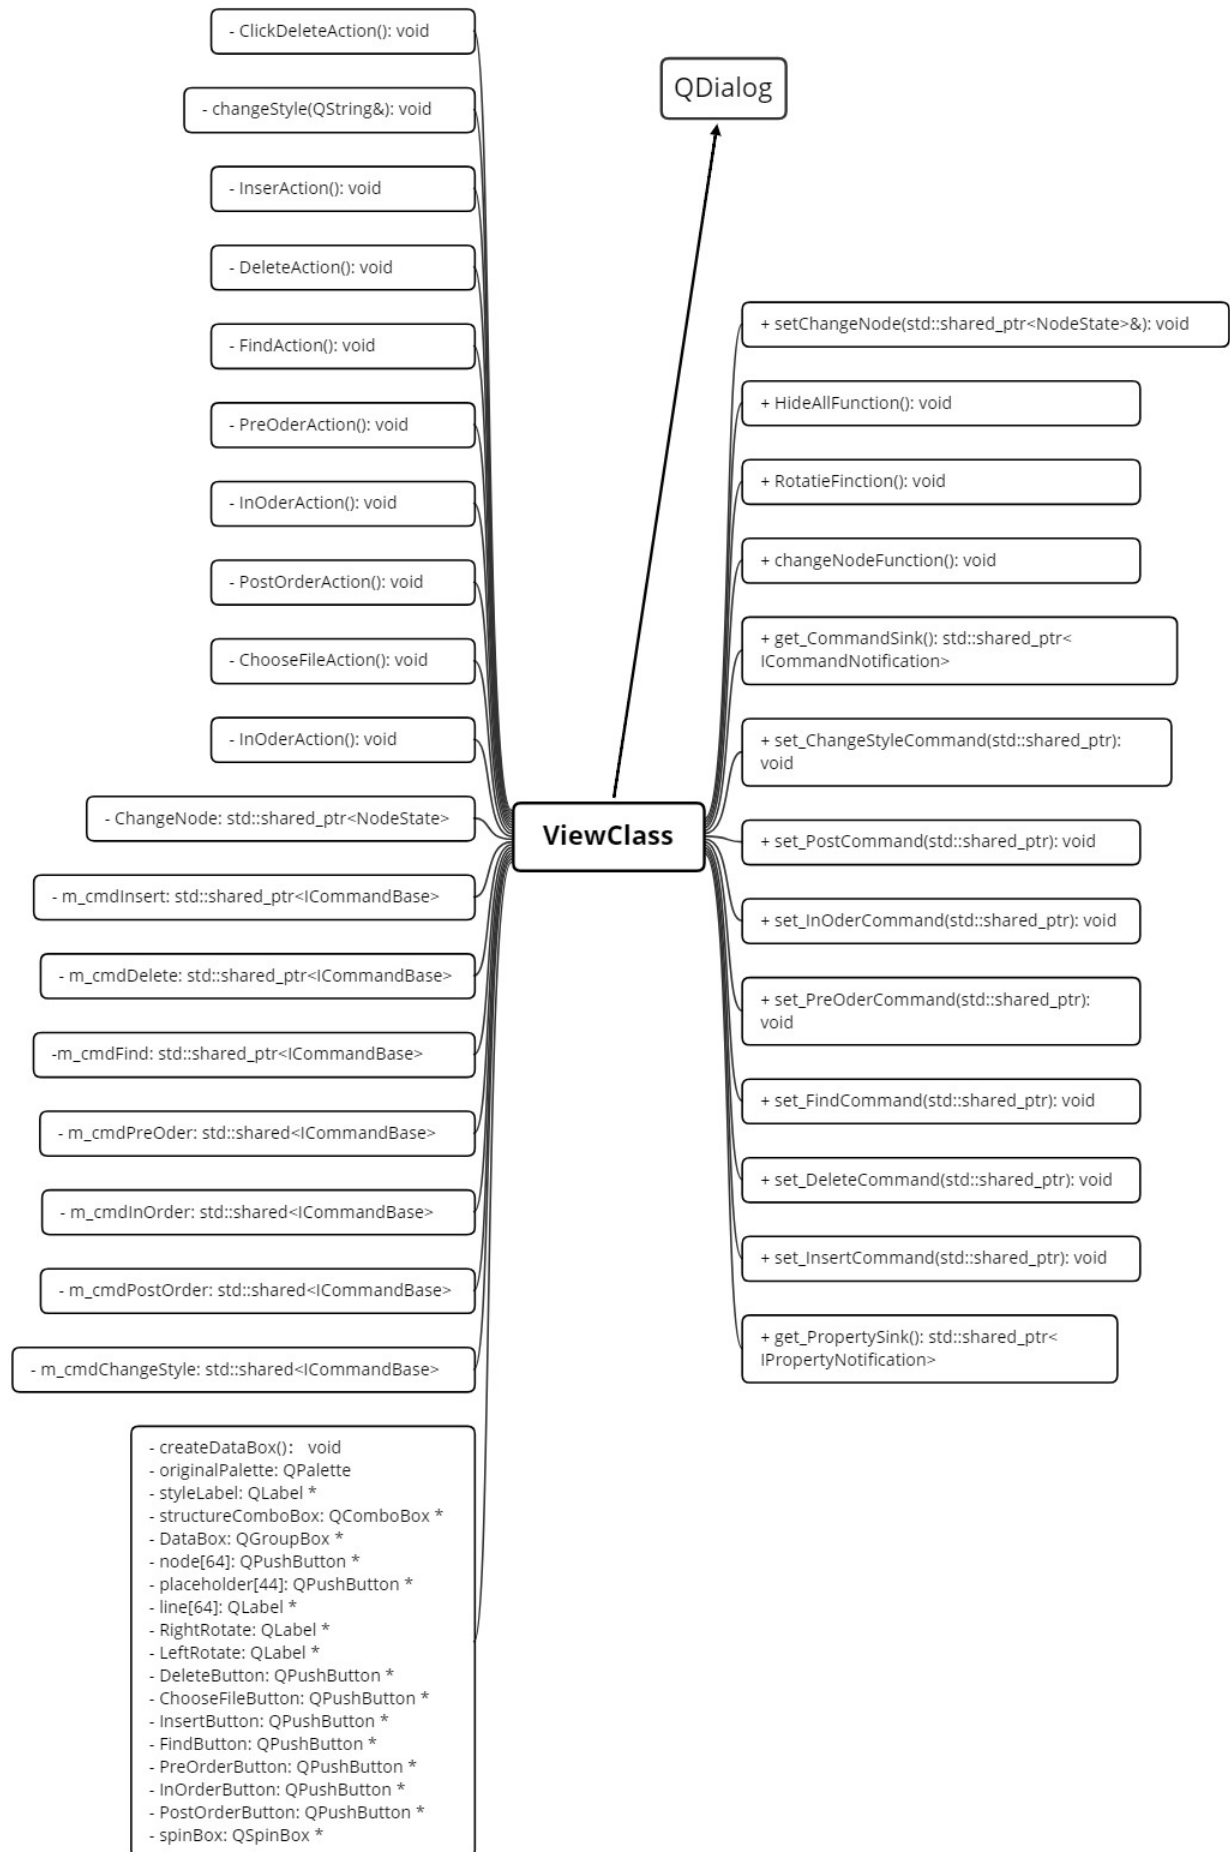 - ClickDeleteAction(): void
- changeStyle(QString&): void
- InserAction(): void
- DeleteAction(): void
- FindAction(): void
- PreOderAction(): void
- InOderAction(): void
- PostOrderAction(): void
- ChooseFileAction(): void
- InOderAction(): void
- ChangeNode: std::shared_ptr<NodeState>
- m_cmdInsert: std::shared_ptr<ICommandBase>
- m_cmdDelete: std::shared_ptr<ICommandBase>
-m_cmdFind: std::shared_ptr<ICommandBase>
- m_cmdPreOder: std::shared<ICommandBase>
- m_cmdInOrder: std::shared<ICommandBase>
- m_cmdPostOrder: std::shared<ICommandBase>
- m_cmdChangeStyle: std::shared<ICommandBase>
- createDataBox(): void
- originalPalette: QPalette
- styleLabel: QLabel *
- structureComboBox: QComboBox *
- DataBox: QGroupBox *
- node[64]: QPushButton *
- placeholder[44]: QPushButton *
- line[64]: QLabel *
- RightRotate: QLabel *
- LeftRotate: QLabel *
- DeleteButton: QPushButton *
- ChooseFileButton: QPushButton *
- InsertButton: QPushButton *
- FindButton: QPushButton *
- PreOrderButton: QPushButton *
- InOrderButton: QPushButton *
- PostOrderButton: QPushButton *
- spinBox: QSpinBox *
QDialog
ViewClass
+ setChangeNode(std::shared_ptr<NodeState>&): void
+ HideAllFunction(): void
+ RotatieFinction(): void
+ changeNodeFunction(): void
+ get_CommandSink(): std::shared_ptr<
ICommandNotification>
+ set_ChangeStyleCommand(std::shared_ptr):
void
+ set_PostCommand(std::shared_ptr): void
+ set_InOderCommand(std::shared_ptr): void
+ set_PreOderCommand(std::shared_ptr):
void
+ set_FindCommand(std::shared_ptr): void
+ set_DeleteCommand(std::shared_ptr): void
+ set_InsertCommand(std::shared_ptr): void
+ get_PropertySink(): std::shared_ptr<
IPropertyNotification>